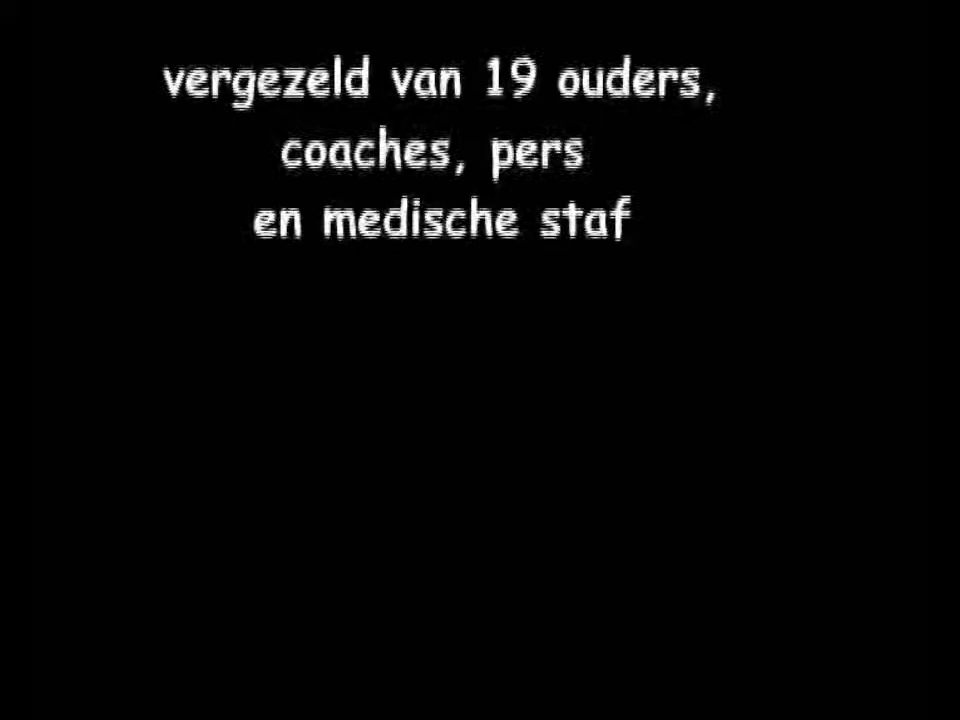 vergezeld van 19 ouders,
coaches, pers
en medische staf